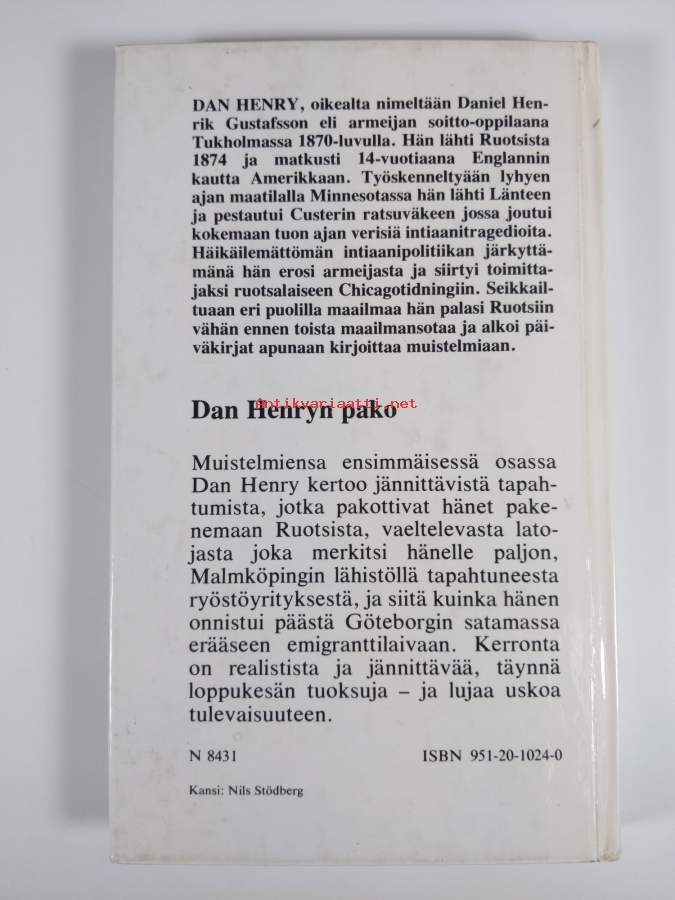 DAN HENRY, oikealta nimeltään Daniel Hen-
rik Gustafsson eli armeijan soitto-oppilaana
Tukholmassa 1870-luvulla. Hän lähti Ruotsista
1874 ja matkusti 14-vuotiaana Englannin
kautta Amerikkaan. Työskenneltyään lyhyen
ajan maatilalla Minnesotassa hän lähti Länteen
ja pestautui Custerin ratsuväkeen jossa joutui
kokemaan tuon ajan verisiä intiaanitragedioita.
Häikäilemättömän intiaanipolitiikan järkyttä-
mänä hän erosi armeijasta ja siirtyi toimitta-
jaksi ruotsalaiseen Chicagotidningiin. Seikkail-
tuaan eri puolilla maailmaa hän palasi Ruotsiin
vähän ennen toista maailmansotaa ja alkoi päi-
väkirjat apunaan kirjoittaa muistelmiaan.
Antikvariaatti.net
Dan Henryn pako
Muistelmiensa ensimmäisessä osassa
Dan Henry kertoo jännittävistä tapah-
tumista, jotka pakottivat hänet pake-
nemaan Ruotsista, vaeltelevasta lato-
jasta joka merkitsi hänelle paljon,
Malmköpingin lähistöllä tapahtuneesta
ryöstöyrityksestä, ja siitä kuinka hänen
onnistui päästä Göteborgin satamassa
erääseen emigranttilaivaan. Kerronta
on realistista ja jännittävää, täynnä
loppukesän tuoksuja – ja lujaa uskoa
tulevaisuuteen.
N 8431 ISBN 951-20-1024-0
Kansi: Nils Stödberg